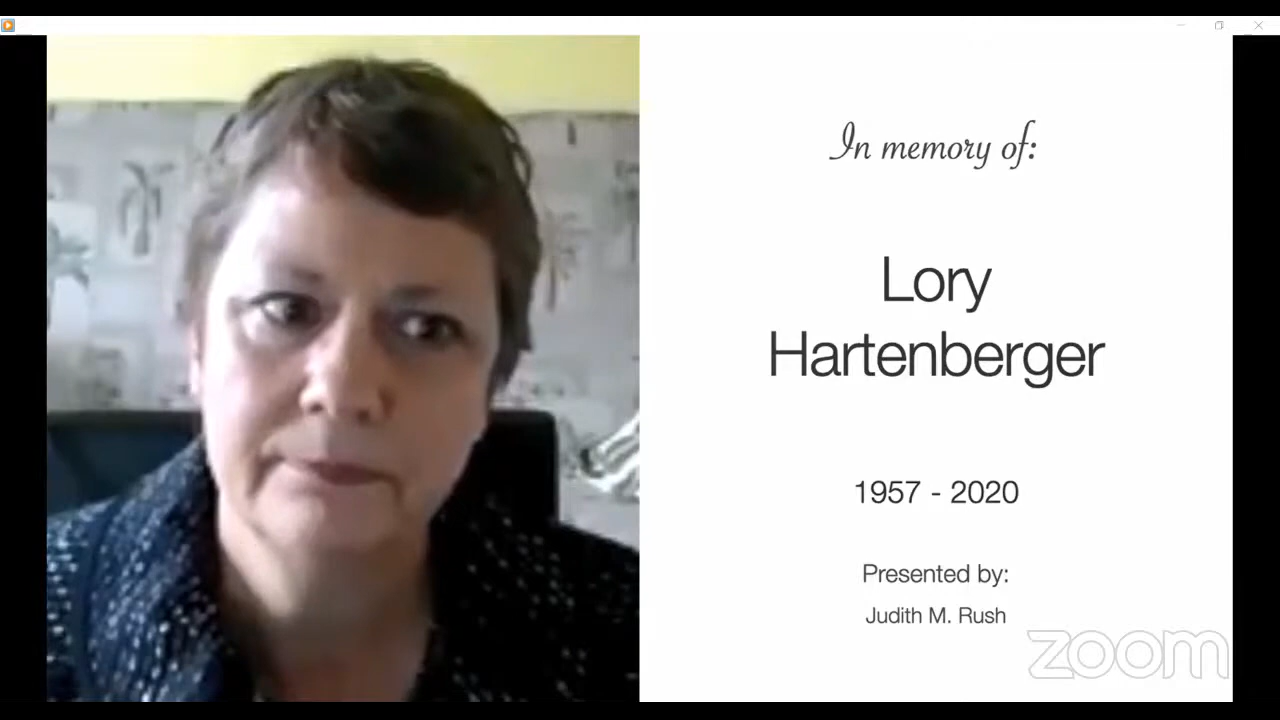 In memory of:
Lory
Hartenberger
1957 - 2020
Presented by:
Judith M. Rush
zoom